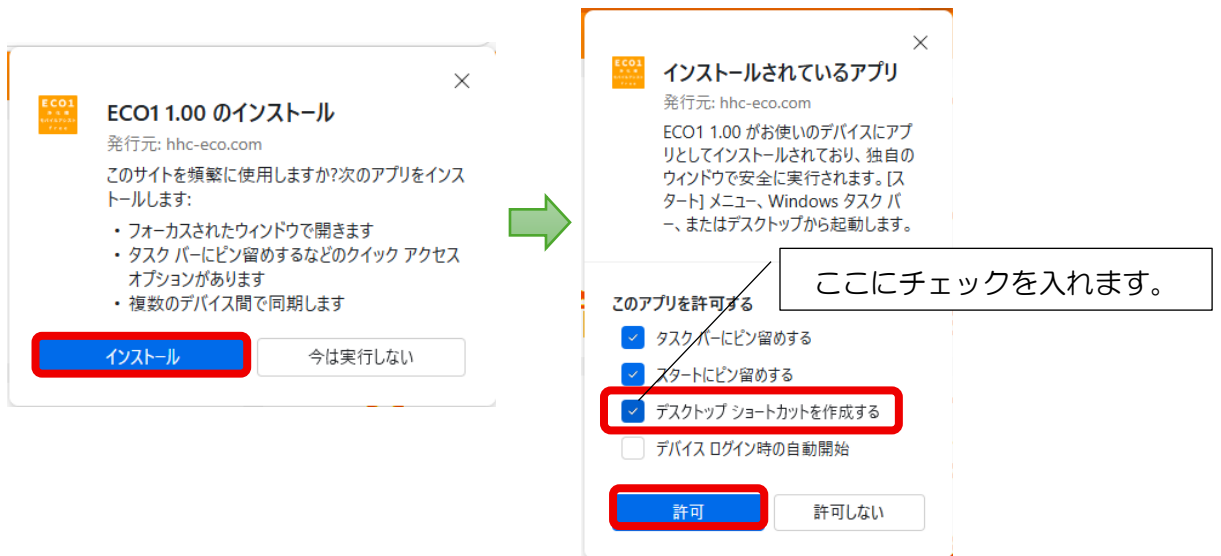 ECO1
ECO1 1.00 のインストール
発行元: hhc-eco.com
このサイトを頻繁に使用しますか?次のアプリをインス
トールします:
・ フォーカスされたウィンドウで開きます
・ タスク バーにピン留めするなどのクイック アクセス
オプションがあります
・ 複数のデバイス間で同期します
インストール
今は実行しない
ECO1
インストールされているアプリ
発行元: hhc-eco.com
ECO1 1.00 がお使いのデバイスにアプ
リとしてインストールされており、独自の
ウィンドウで安全に実行されます。[ス
タート] メニュー、Windows タスク バ
ー、またはデスクトップから起動します。
ここにチェックを入れます。
このアプリを許可する
タスク バーにピン留めする
スタートにピン留めする
デスクトップ ショートカットを作成する
デバイス ログイン時の自動開始
許可
許可しない